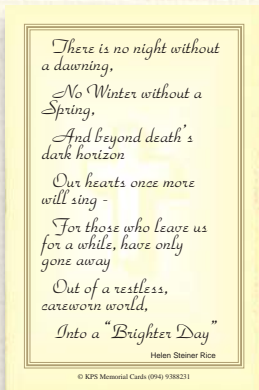 There is no night without
a dawning,
No Winter without a
Spring,
And beyond death's
dark horizon
Our hearts once more
will sing -
For those who leave us
for a while, have only
gone away
Out of a restless,
careworn world,
Into a "Brighter Day"
Helen Steiner Rice
© KPS Memorial Cards (094) 9388231